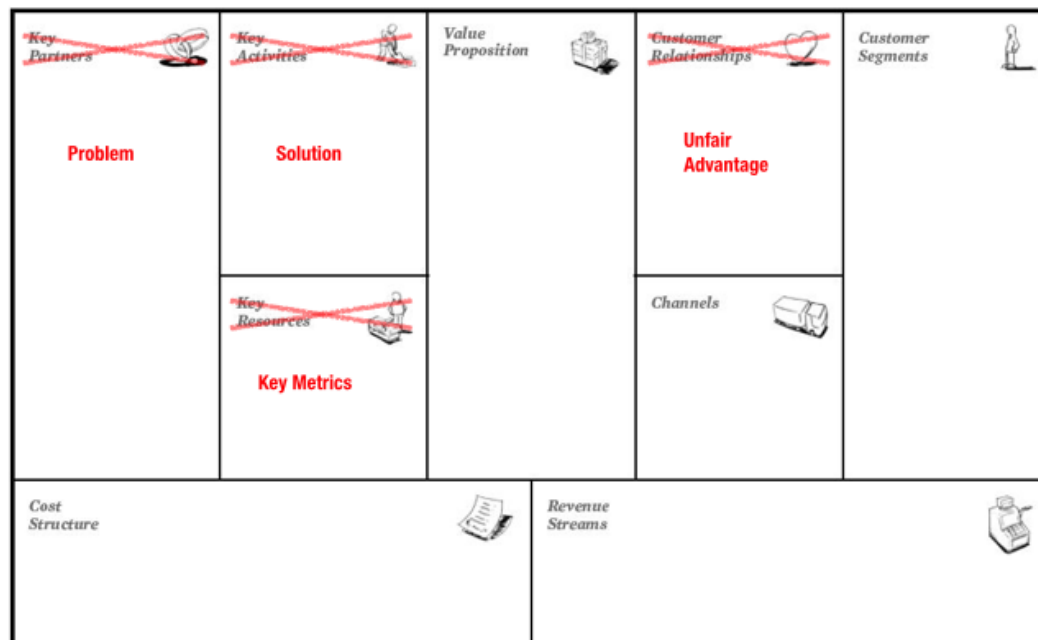 Key
Partners
Problem
Key
Activities
Solution
Key
Resources
Key Metrics
Value
Proposition
Customer
Relationships
Unfair
Advantage
Channels
Customer
Segments
Cost
Structure
Revenue
Streams